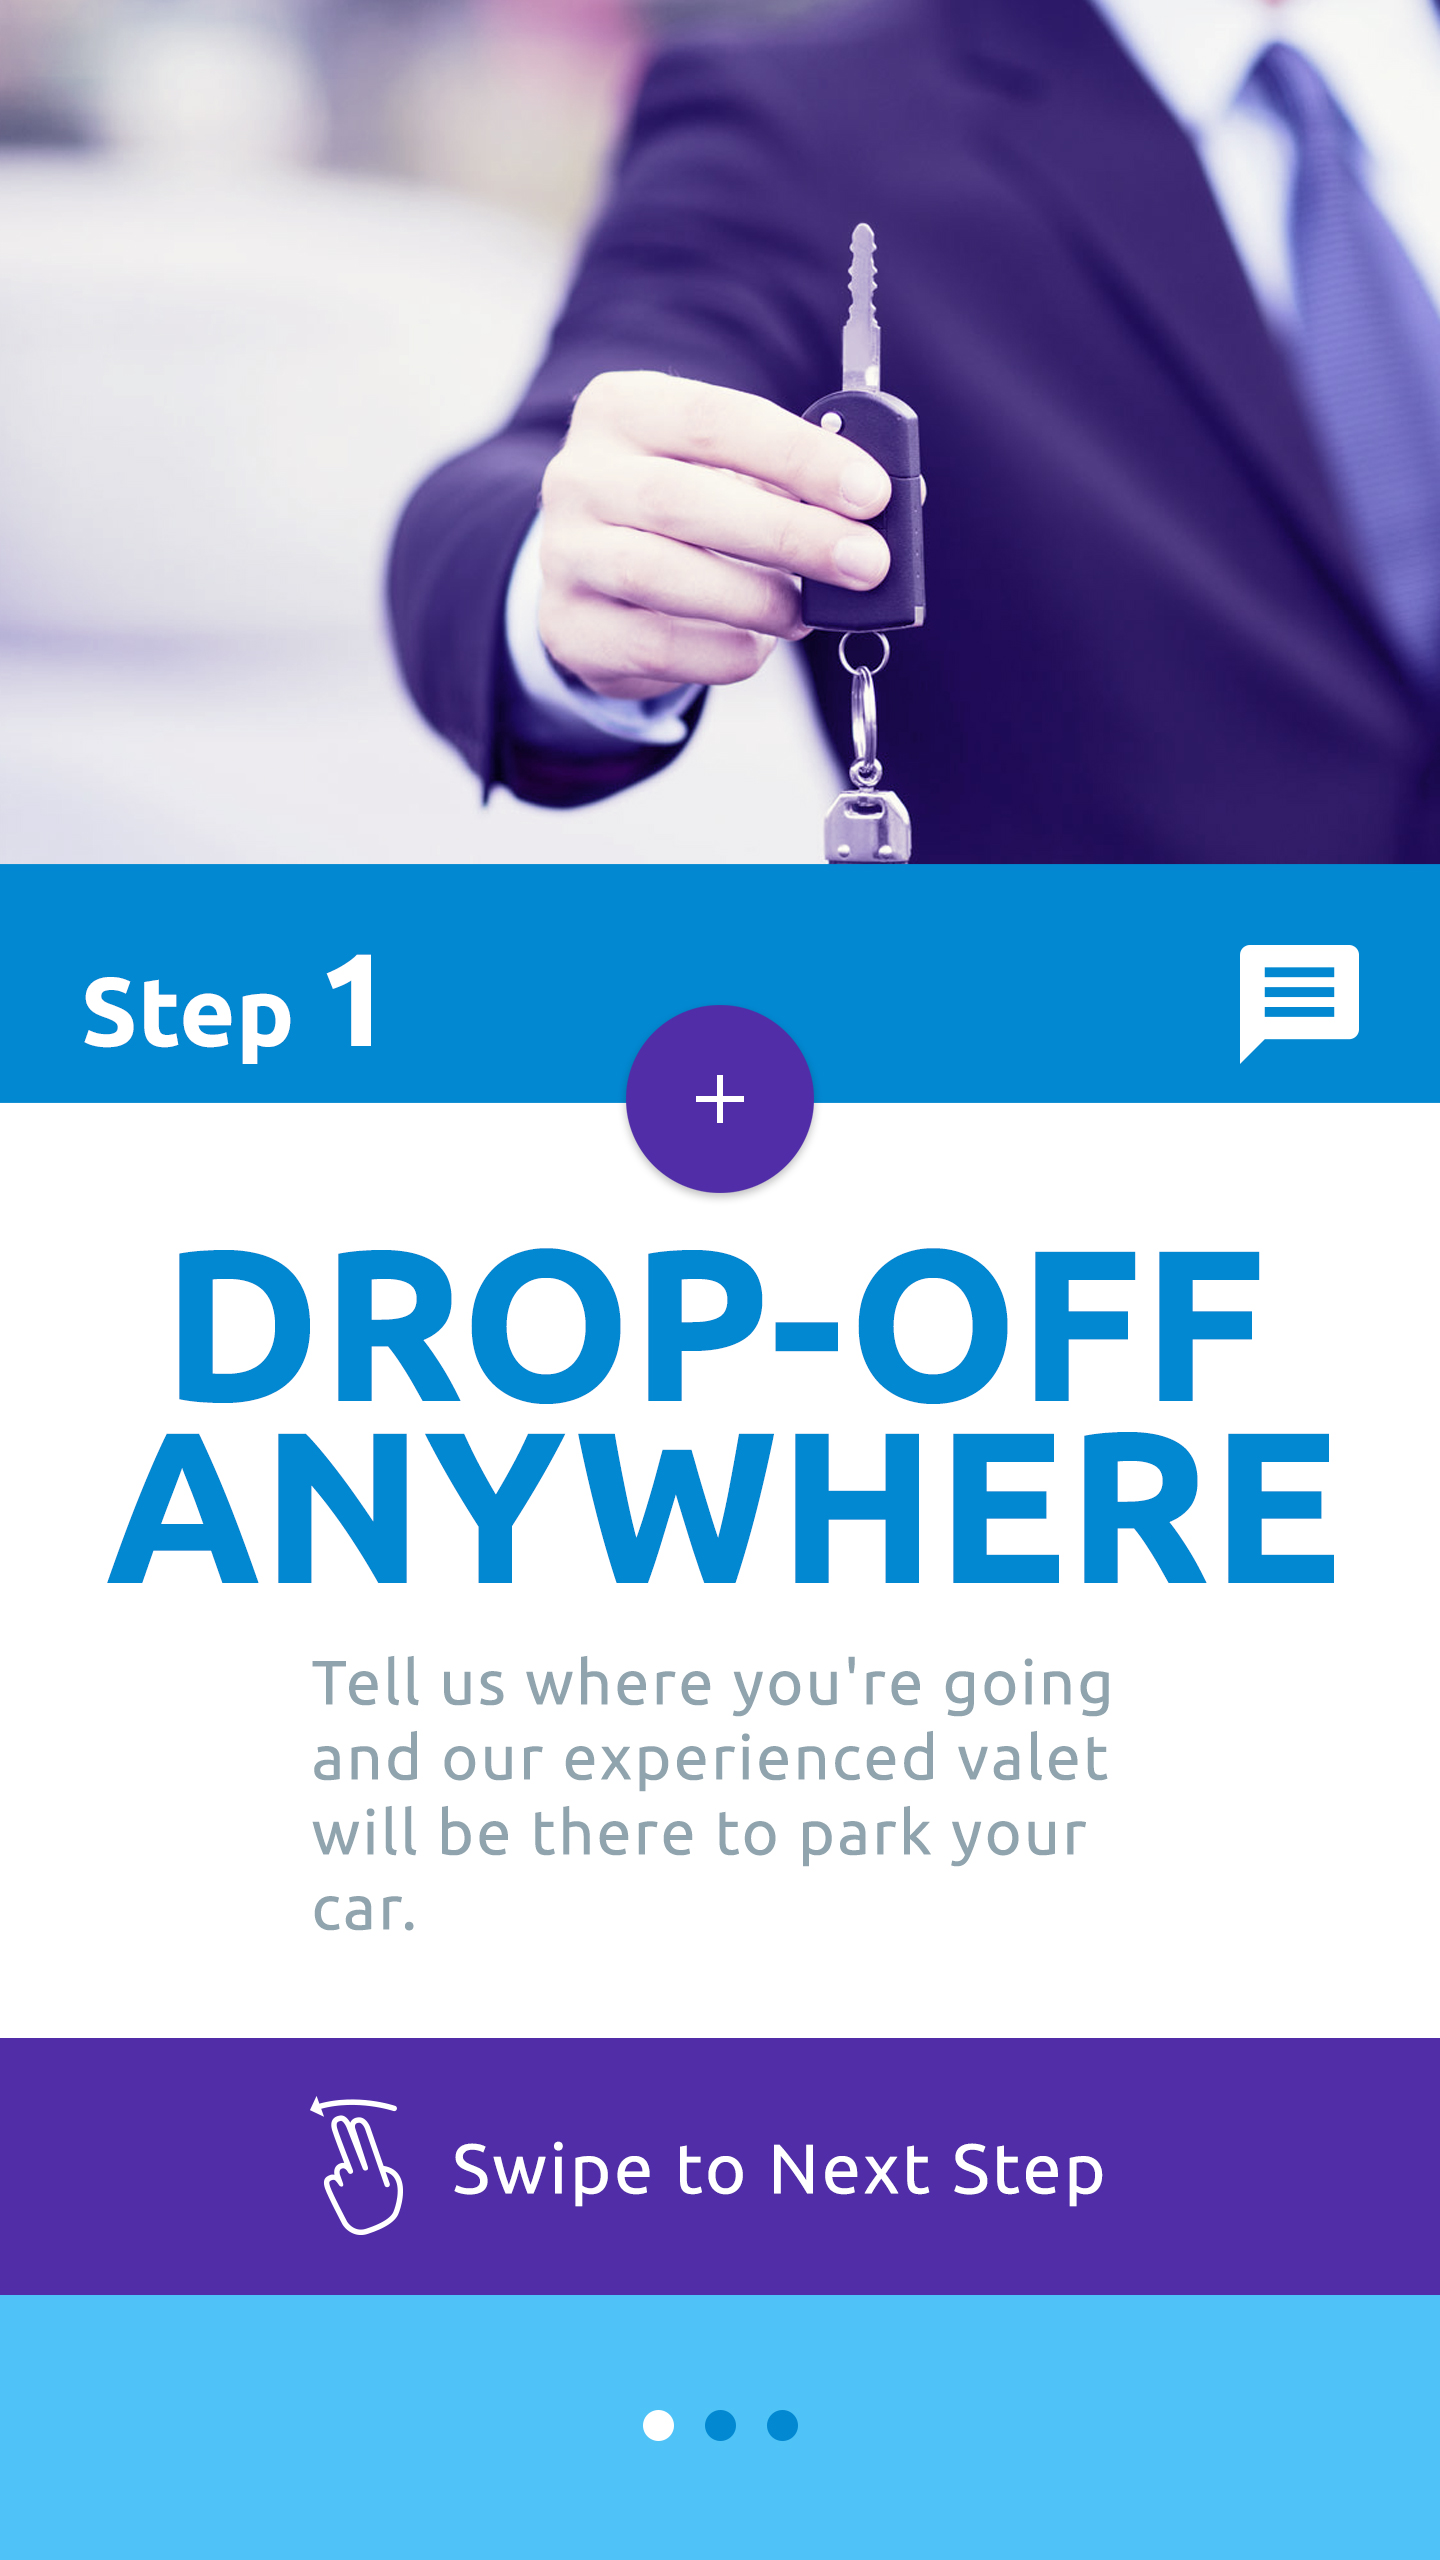 Step 1
DROP-OFF
ANYWHERE
Tell us where you're going
and our experienced valet
will be there to park your
car.
Swipe to Next Step